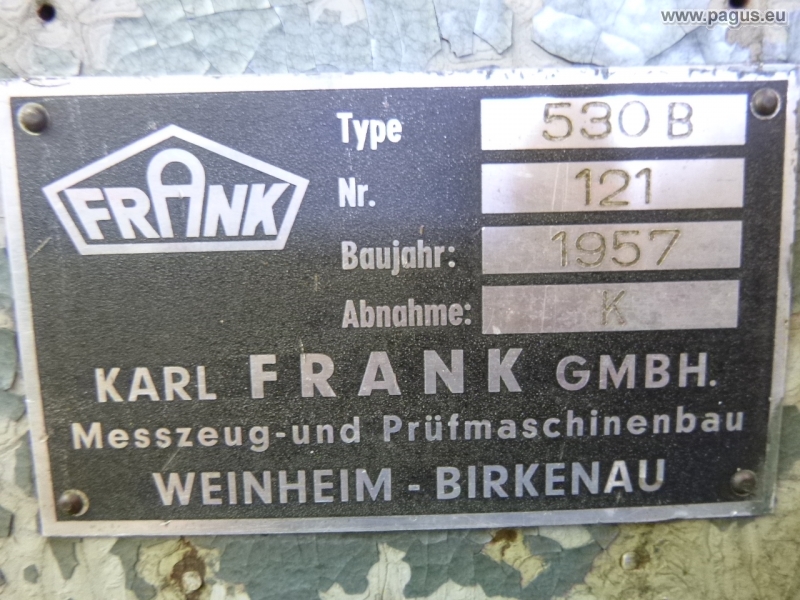 www.pagus.eu
FRANK
Type 530 B
Nr. 121
Baujahr: 1957
Abnahme: K
KARL FRANK GMBH.
Messzeug-und Prüfmaschinenbau
WEINHEIM - BIRKENAU